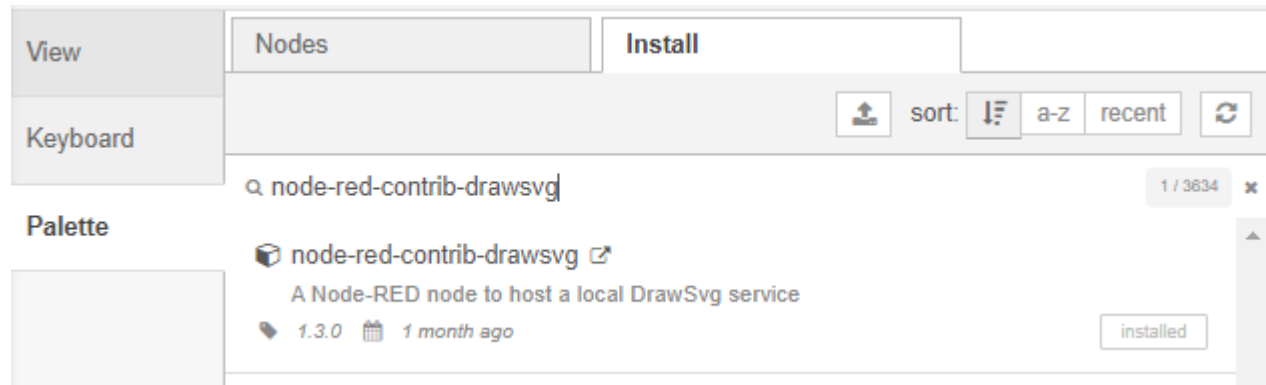 View
Keyboard
Palette
Nodes
Install
sort: a-z recent
node-red-contrib-drawsvg
1 / 3634
node-red-contrib-drawsvg
A Node-RED node to host a local DrawSvg service
1.3.0 1 month ago
installed